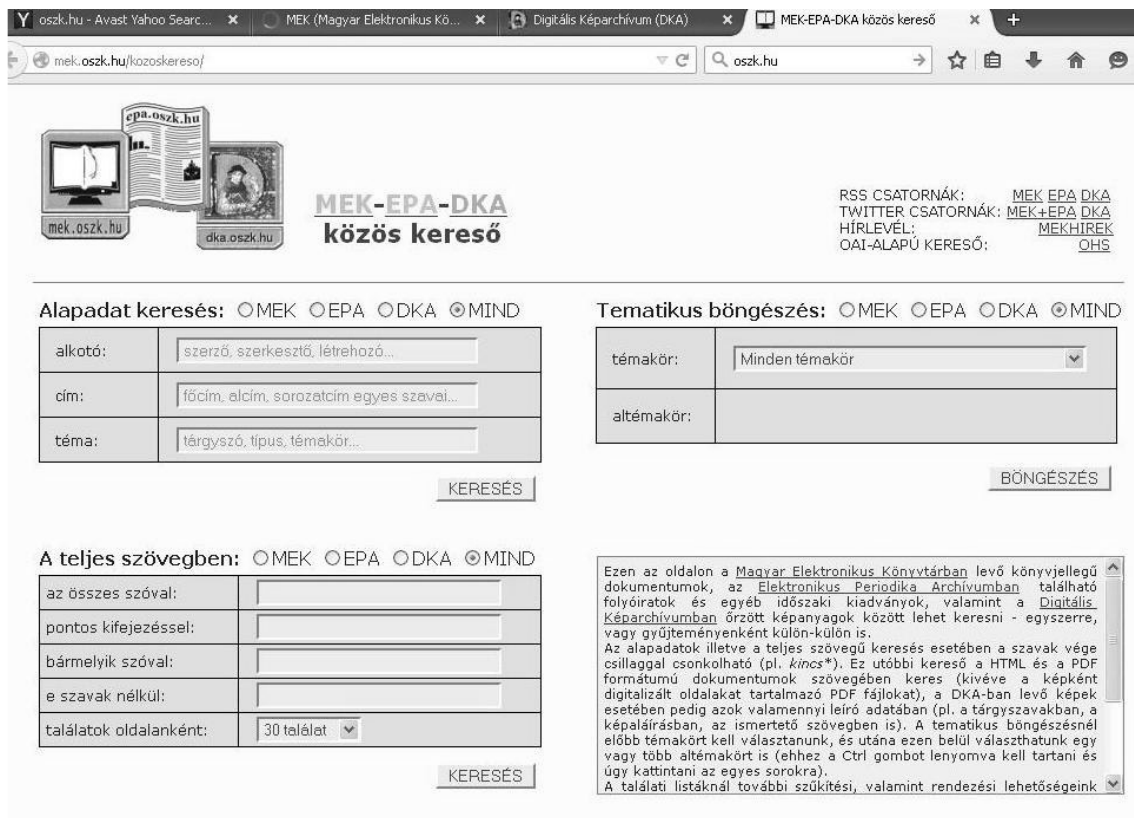 oszk.hu - Avast Yahoo Searc...
MEK (Magyar Elektronikus Kö...
Digitális Képarchívum (DKA)
MEK-EPA-DKA közös kereső
mek.oszk.hu/kozoskereso/
oszk.hu
epa.oszk.hu
mek.oszk.hu
dka.oszk.hu
MEK-EPA-DKA
közös kereső
RSS CSATORNÁK: MEK EPA DKA
TWITTER CSATORNÁK: MEK+EPA DKA
HÍRLEVÉL: MEKHIREK
OAI-ALAPÚ KERESŐ: OHS
Alapadat keresés: MEK EPA DKA MIND
alkotó: szerző, szerkesztő, létrehozó...
cím: főcím, alcím, sorozatcím egyes szavai...
téma: tárgyszó, típus, témakör...
KERESÉS
Tematikus böngészés: MEK EPA DKA MIND
témakör: Minden témakör
altémakör:
BÖNGÉSZÉS
A teljes szövegben: MEK EPA DKA MIND
az összes szóval:
pontos kifejezéssel:
bármelyik szóval:
e szavak nélkül:
találatok oldalanként: 30 találat
KERESÉS
Ezen az oldalon a Magyar Elektronikus Könyvtárban levő könyvjellegű
dokumentumok, az Elektronikus Periodika Archívumban található
folyóiratok és egyéb időszaki kiadványok, valamint a Digitális
Képarchívumban őrzött képanyagok között lehet keresni - egyszerre,
vagy gyűjteményenként külön-külön is.
Az alapadatok illetve a teljes szövegű keresés esetében a szavak vége
csillaggal csonkolható (pl. kincs*). Ez utóbbi kereső a HTML és a PDF
formátumú dokumentumok szövegében keres (kivéve a képként
digitalizált oldalakat tartalmazó PDF fájlokat), a DKA-ban levő képek
esetében pedig azok valamennyi leíró adatában (pl. a tárgyszavakban, a
képaláírásban, az ismertető szövegben is). A tematikus böngészésnél
előbb témakört kell választanunk, és utána ezen belül választhatunk egy
vagy több altémakört is (ehhez a Ctrl gombot lenyomva kell tartani és
úgy kattintani az egyes sorokra).
A találati listáknál további szűkítési, valamint rendezési lehetőségeink